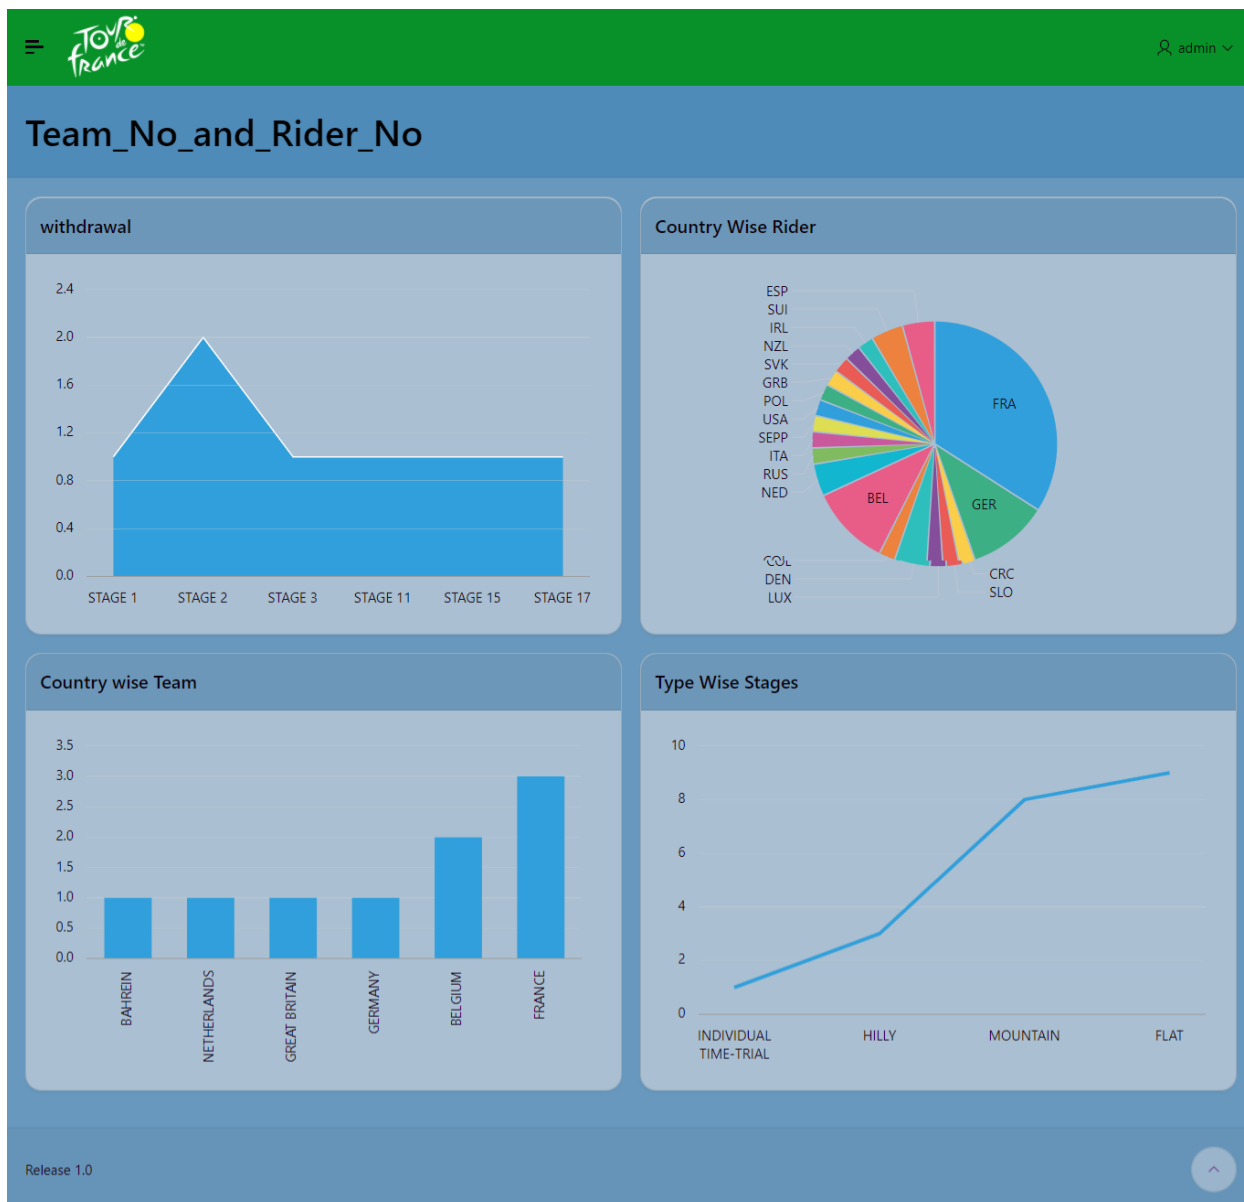 TOUR
de
france
admin
Team_No_and_Rider_No
withdrawal
2.4
2.0
1.6
1.2
0.8
0.4
0.0
STAGE 1
STAGE 2
STAGE 3
STAGE 11
STAGE 15
STAGE 17
Country Wise Rider
ESP
SUI
IRL
NZL
SVK
GRB
POL
USA
SEPP
ITA
RUS
NED
DEN
LUX
FRA
GER
BEL
CRC
SLO
Country wise Team
3.5
3.0
2.5
2.0
1.5
1.0
0.5
0.0
BAHREIN
NETHERLANDS
GREAT BRITAIN
GERMANY
BELGIUM
FRANCE
Type Wise Stages
10
8
6
4
2
0
INDIVIDUAL
TIME-TRIAL
HILLY
MOUNTAIN
FLAT
Release 1.0